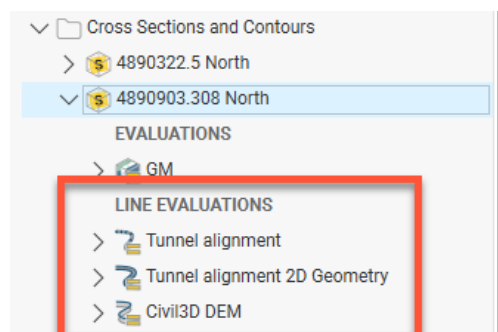 Cross Sections and Contours
4890322.5 North
4890903.308 North
EVALUATIONS
GM
LINE EVALUATIONS
Tunnel alignment
Tunnel alignment 2D Geometry
Civil3D DEM